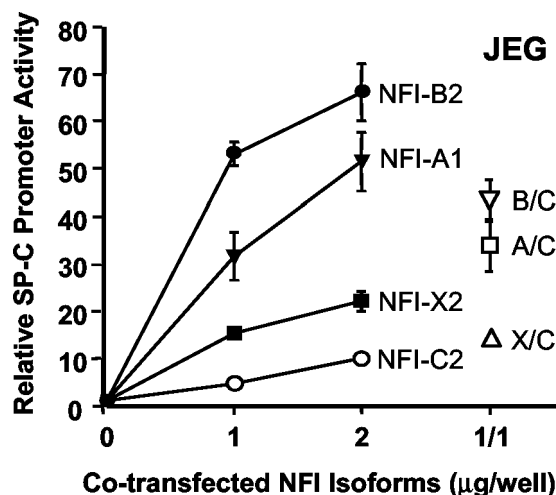 80
70
60
50
40
30
20
10
0
Relative SP-C Promoter Activity
JEG
NFI-B2
NFI-A1
NFI-X2
NFI-C2
B/C
A/C
X/C
0 1 2 1/1
Co-transfected NFI Isoforms (μg/well)